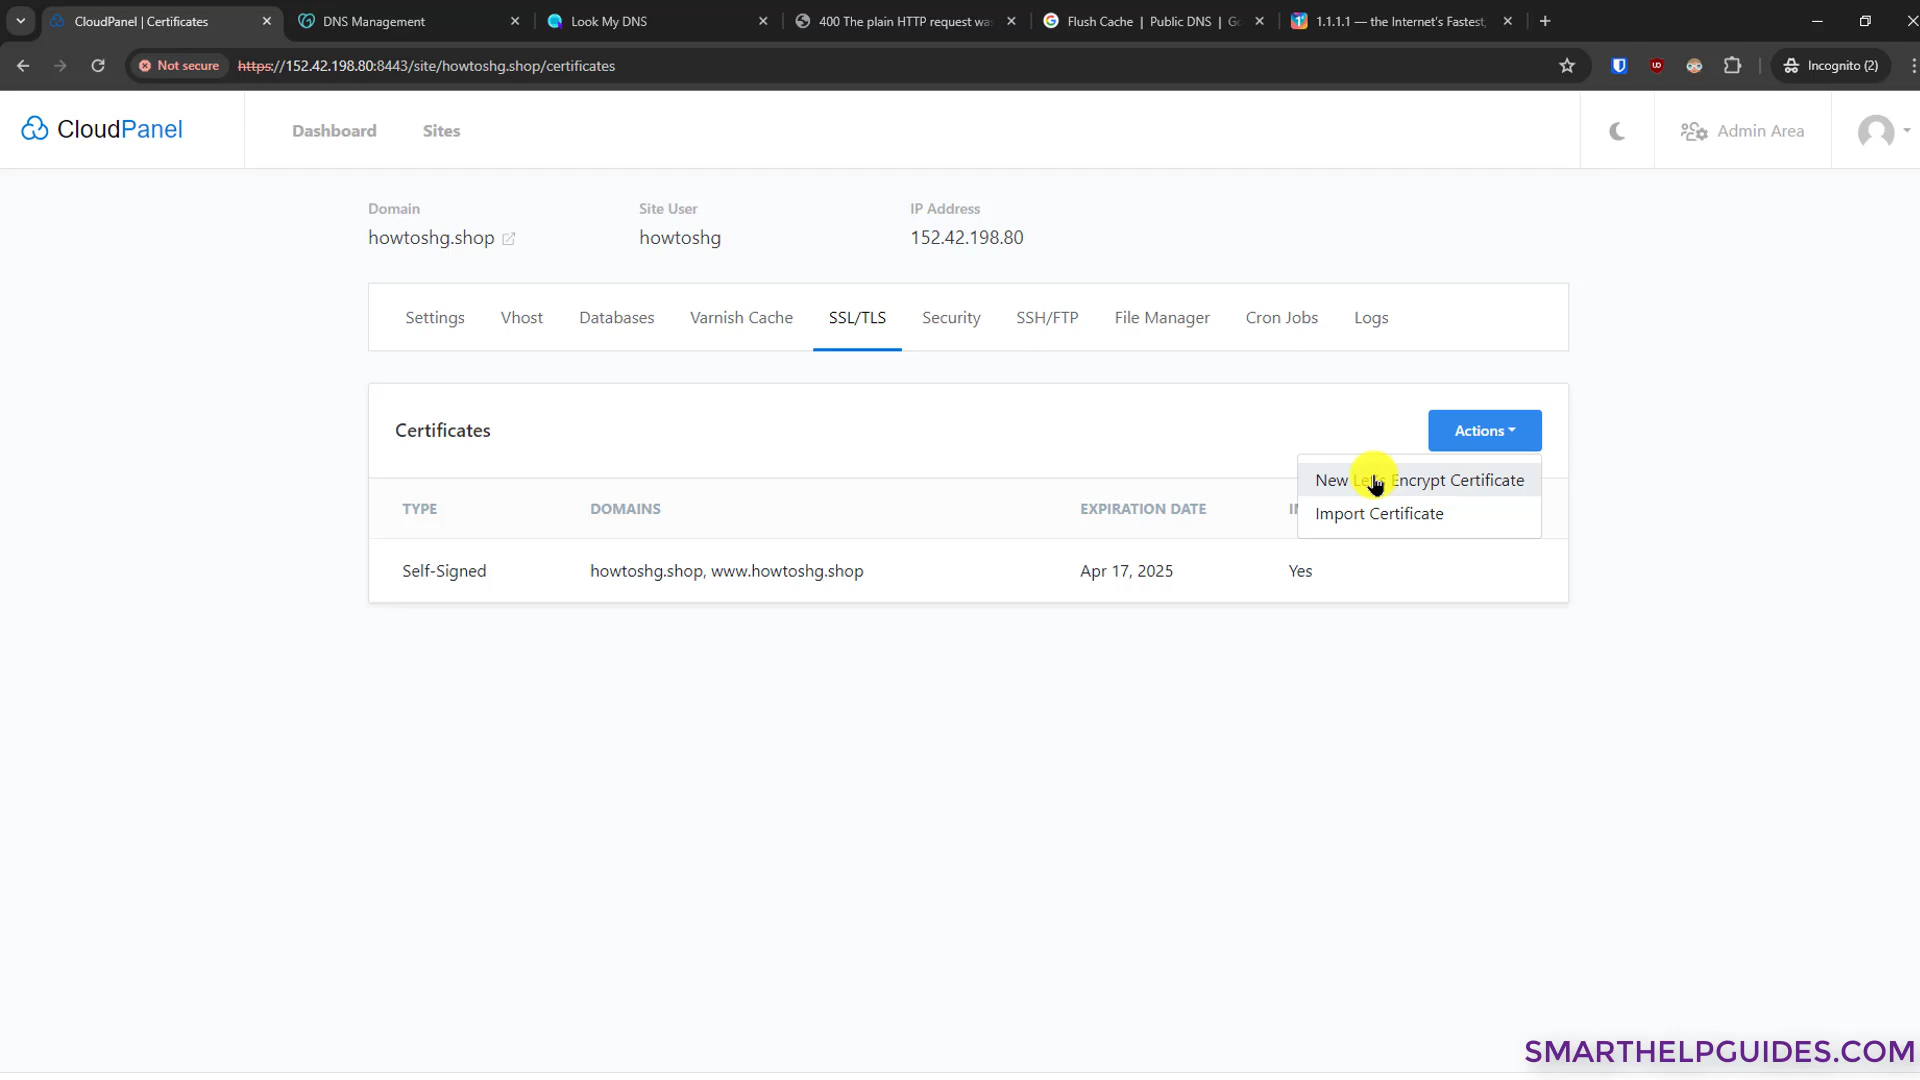 CloudPanel | Certificates
DNS Management
Look My DNS
400 The plain HTTP request wa
Flush Cache | Public DNS | Go
1.1.1.1 — the Internet's Fastest,
Not secure
https://152.42.198.80:8443/site/howtoshg.shop/certificates
Incognito (2)
CloudPanel
Dashboard
Sites
Admin Area
Domain
Site User
IP Address
howtoshg.shop
howtoshg
152.42.198.80
Settings
Vhost
Databases
Varnish Cache
SSL/TLS
Security
SSH/FTP
File Manager
Cron Jobs
Logs
Certificates
Actions
New Let's Encrypt Certificate
Import Certificate
TYPE
DOMAINS
EXPIRATION DATE
Self-Signed
howtoshg.shop, www.howtoshg.shop
Apr 17, 2025
Yes
SMARTHELPGUIDES.COM